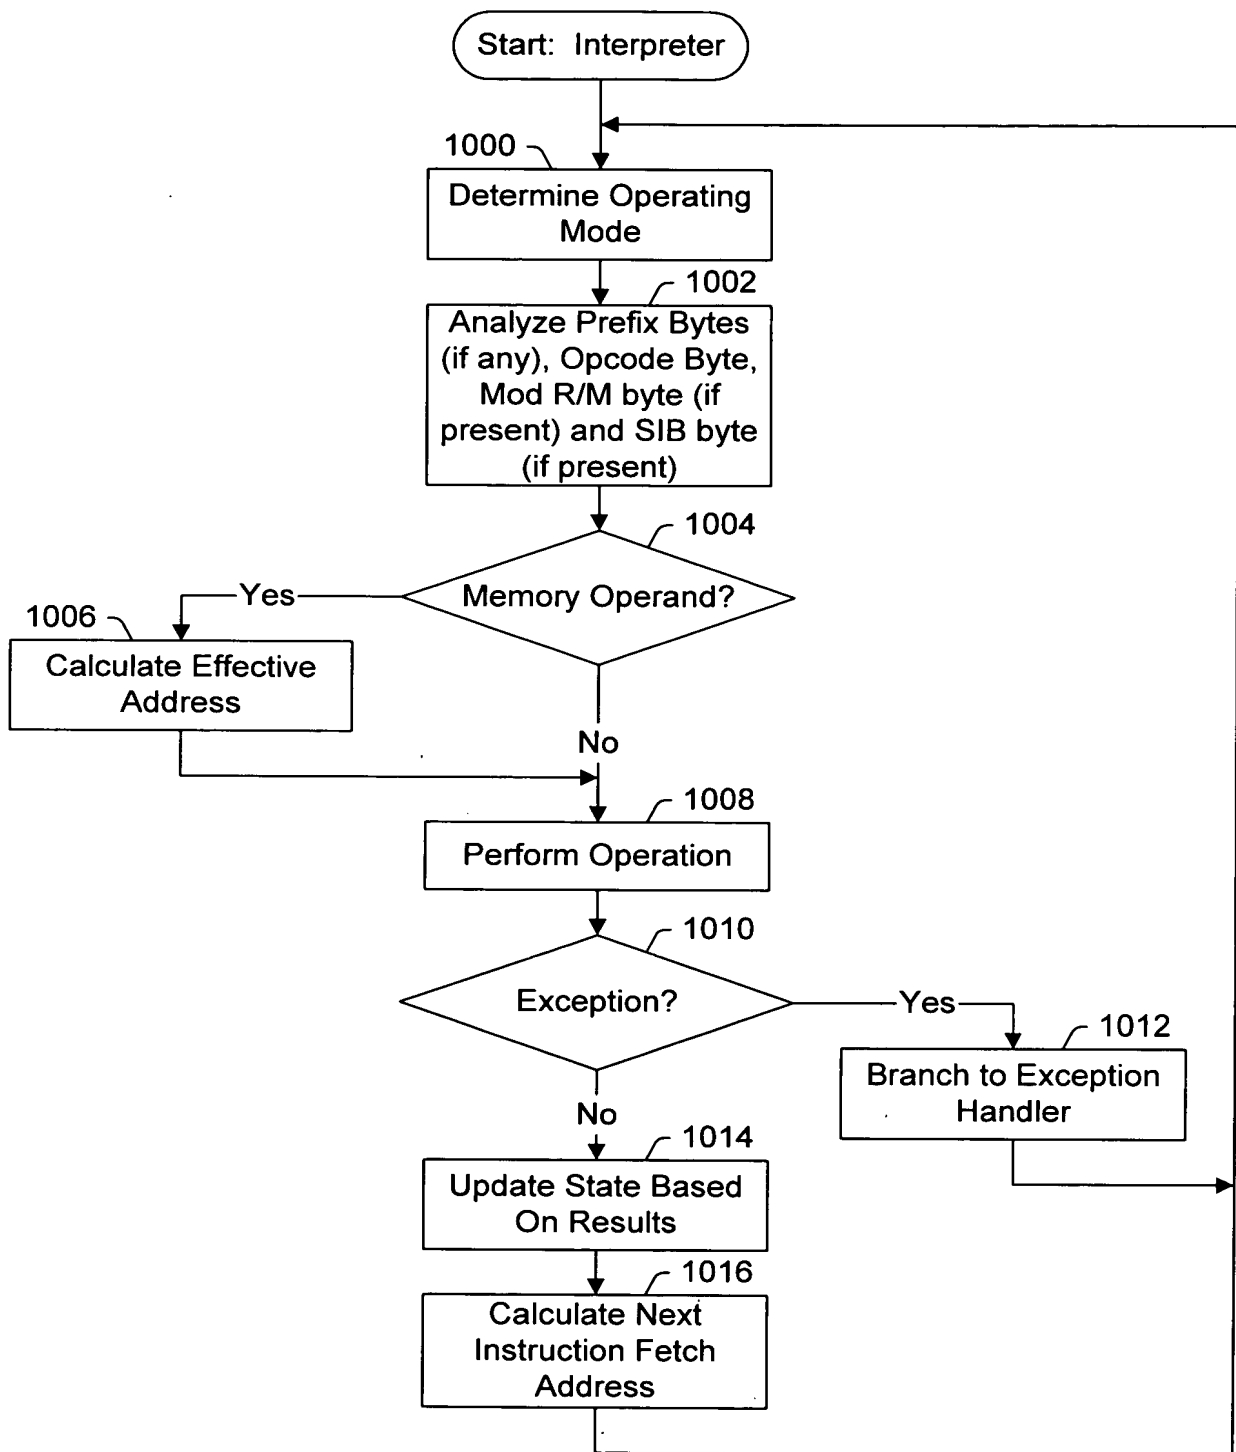 Start:  Interpreter
1000
Determine Operating
Mode
1002
Analyze Prefix Bytes
(if any), Opcode Byte,
Mod R/M byte (if
present) and SIB byte
(if present)
1004
Memory Operand?
Yes
1006
Calculate Effective
Address
No
1008
Perform Operation
1010
Exception?
Yes
1012
Branch to Exception
Handler
No
1014
Update State Based
On Results
1016
Calculate Next
Instruction Fetch
Address